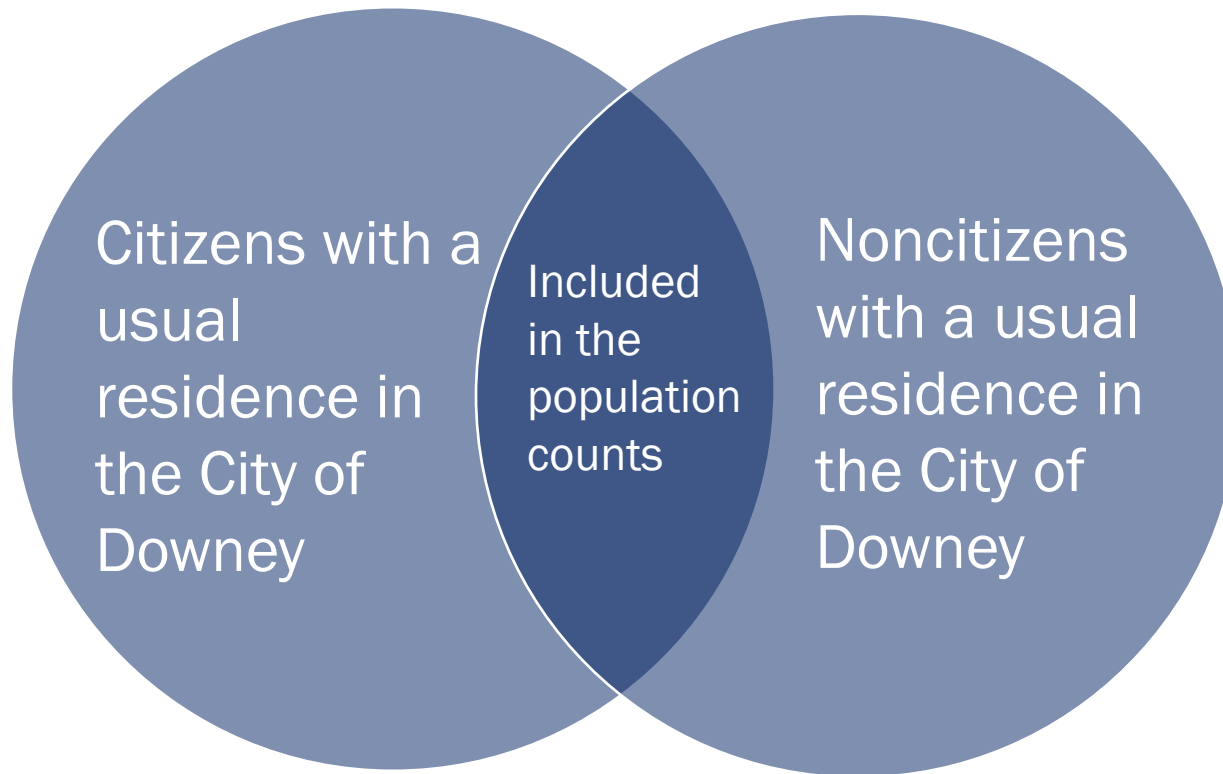 Citizens with a
usual
residence in
the City of
Downey
Included
in the
population
counts
Noncitizens
with a usual
residence in
the City of
Downey